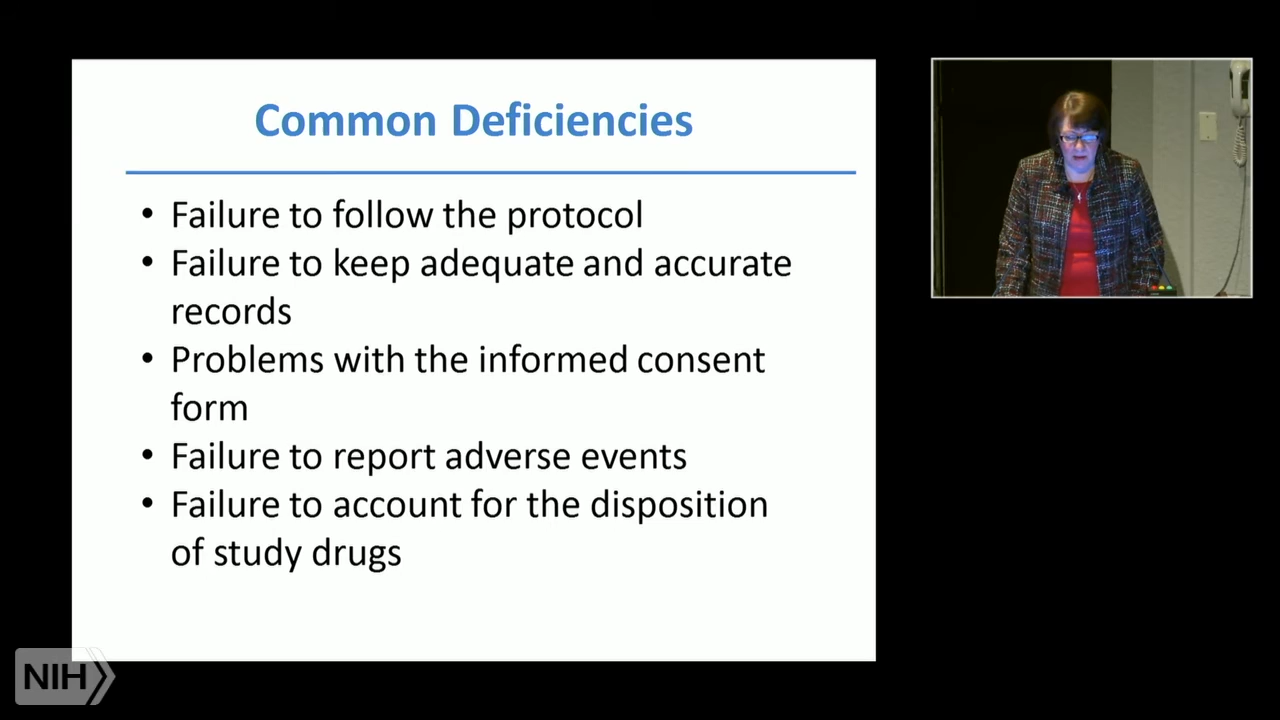 Common Deficiencies
• Failure to follow the protocol
• Failure to keep adequate and accurate
records
• Problems with the informed consent
form
• Failure to report adverse events
• Failure to account for the disposition
of study drugs
NIH